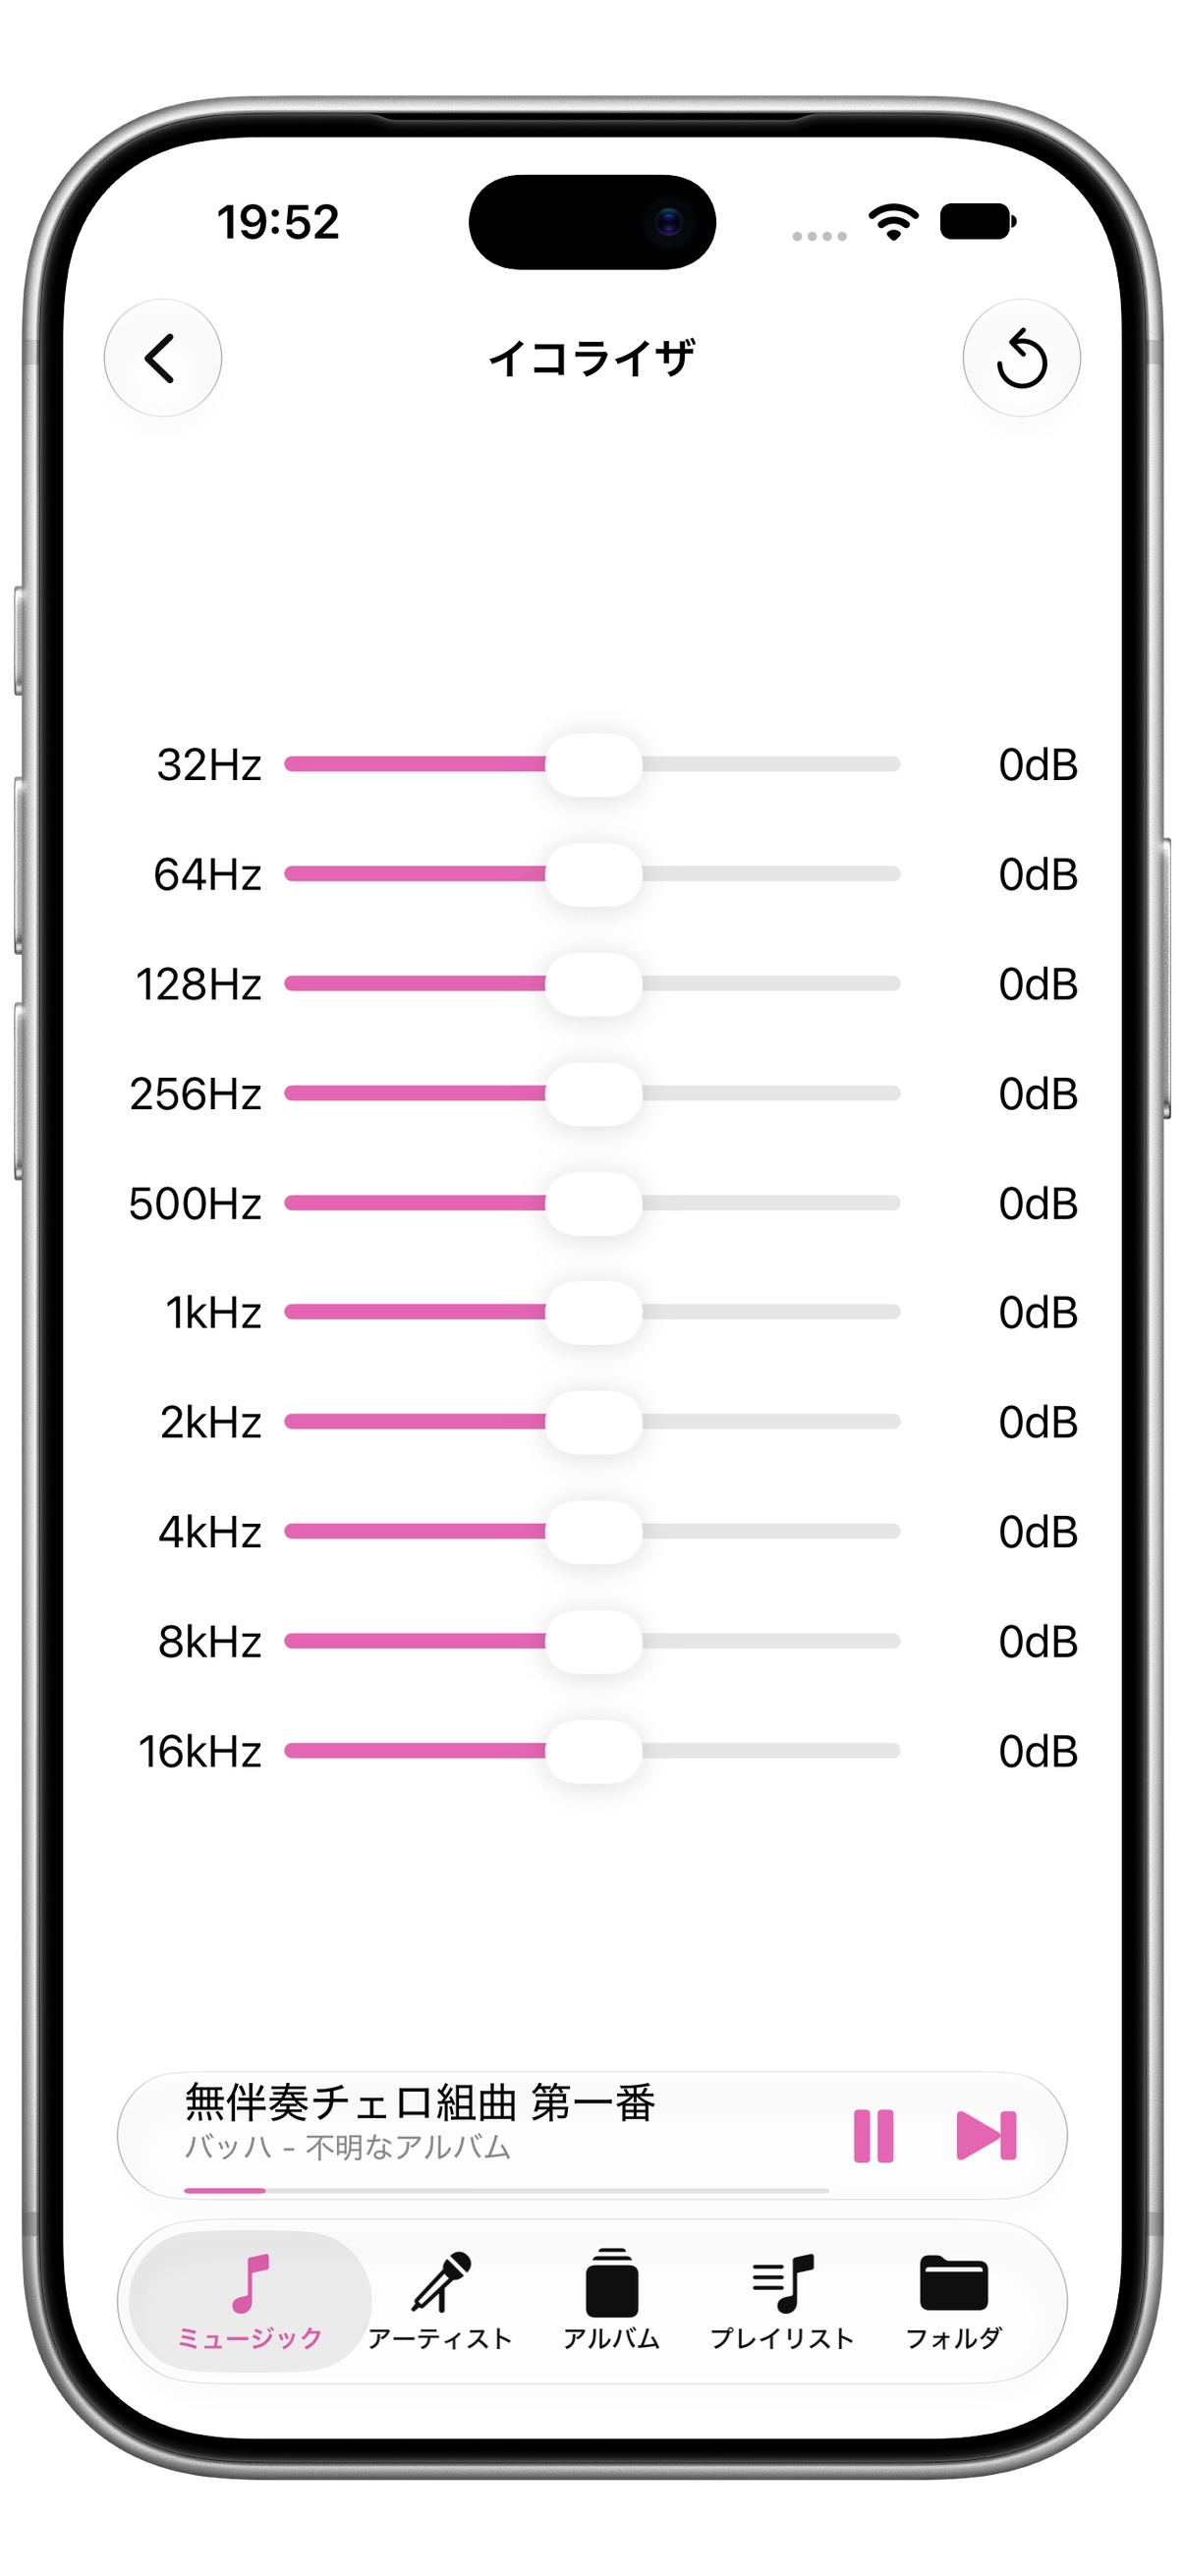 19:52
イコライザ
32Hz 0dB
64Hz 0dB
128Hz 0dB
256Hz 0dB
500Hz 0dB
1kHz 0dB
2kHz 0dB
4kHz 0dB
8kHz 0dB
16kHz 0dB
無伴奏チェロ組曲 第一番
バッハ - 不明なアルバム
ミュージック アーティスト アルバム プレイリスト フォルダ